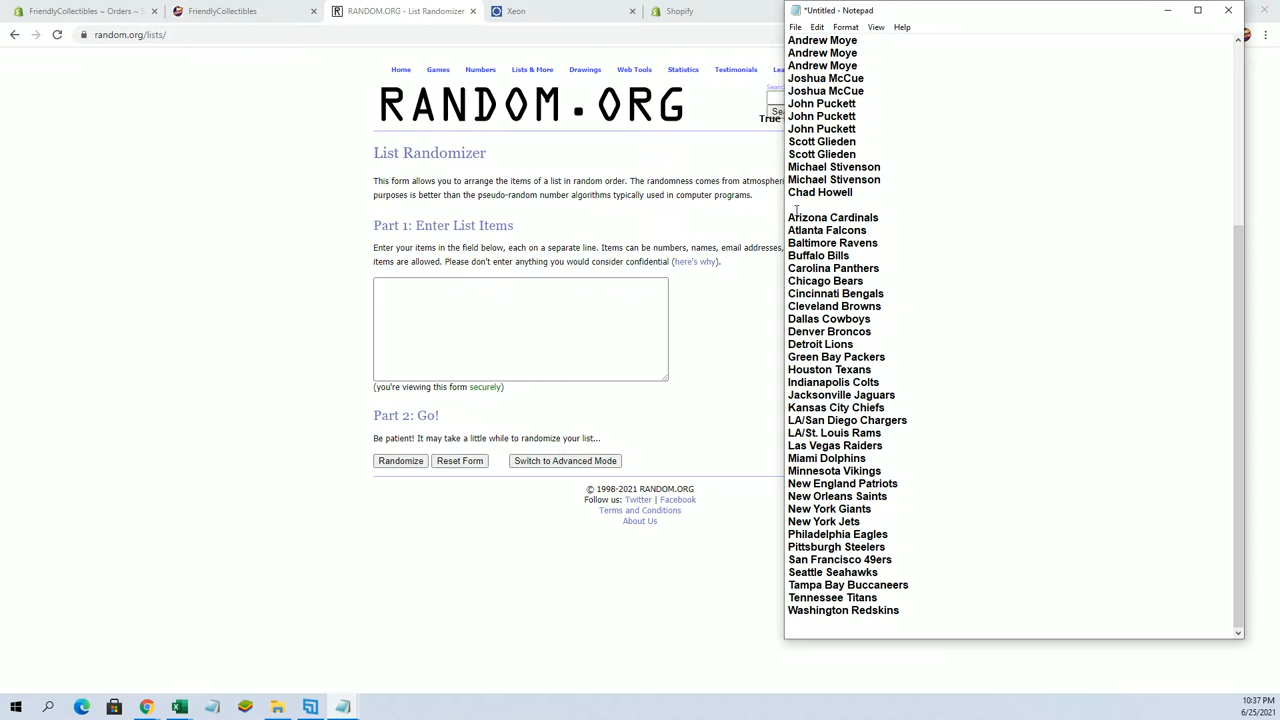 FriendlyCollectibles ~ Orders ~ S
FriendlyCollectibles
RANDOM.ORG - List Randomizer
Xeon
Shopify
random.org/list/
Home Games Numbers Lists & More Drawings Web Tools Statistics Testimonials Lea
RANDOM.ORG
Search
Sea
True
List Randomizer
This form allows you to arrange the items of a list in random order. The randomness comes from atmospheri
purposes is better than the pseudo-random number algorithms typically used in computer programs.
Part 1: Enter List Items
Enter your items in the field below, each on a separate line. Items can be numbers, names, email addresses,
items are allowed. Please don't enter anything you would consider confidential (here's why).
(you're viewing this form securely)
Part 2: Go!
Be patient! It may take a little while to randomize your list...
Randomize Reset Form Switch to Advanced Mode
© 1998-2021 RANDOM.ORG
Follow us: Twitter | Facebook
Terms and Conditions
About Us
*Untitled - Notepad
File Edit Format View Help
Andrew Moye
Andrew Moye
Andrew Moye
Joshua McCue
Joshua McCue
John Puckett
John Puckett
John Puckett
Scott Glieden
Scott Glieden
Michael Stivenson
Michael Stivenson
Chad Howell
Arizona Cardinals
Atlanta Falcons
Baltimore Ravens
Buffalo Bills
Carolina Panthers
Chicago Bears
Cincinnati Bengals
Cleveland Browns
Dallas Cowboys
Denver Broncos
Detroit Lions
Green Bay Packers
Houston Texans
Indianapolis Colts
Jacksonville Jaguars
Kansas City Chiefs
LA/San Diego Chargers
LA/St. Louis Rams
Las Vegas Raiders
Miami Dolphins
Minnesota Vikings
New England Patriots
New Orleans Saints
New York Giants
New York Jets
Philadelphia Eagles
Pittsburgh Steelers
San Francisco 49ers
Seattle Seahawks
Tampa Bay Buccaneers
Tennessee Titans
Washington Redskins
10:37 PM
6/25/2021